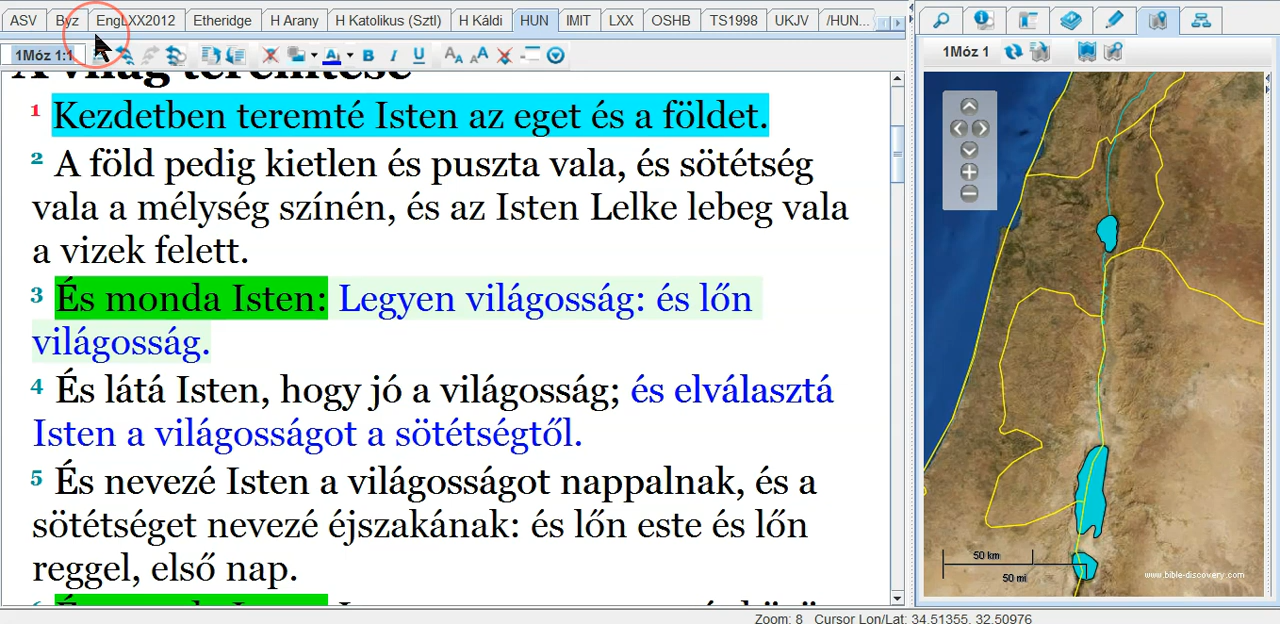 ASV Byz EngLXX2012 Etheridge H Arany H Katolikus (Sztl) H Káldi HUN IMIT LXX OSHB TS1998 UKJV /HUN...
1Móz 1:1
A világ teremtése
1 Kezdetben teremté Isten az eget és a földet.
2 A föld pedig kietlen és puszta vala, és sötétség
vala a mélység színén, és az Isten Lelke lebeg vala
a vizek felett.
3 És monda Isten: Legyen világosság: és lőn
világosság.
4 És látá Isten, hogy jó a világosság; és elválasztá
Isten a világosságot a sötétségtől.
5 És nevezé Isten a világosságot nappalnak, és a
sötétséget nevezé éjszakának: és lőn este és lőn
reggel, első nap.
1Móz 1
50 km
50 mi
www.bible-discovery.com
Zoom: 8 Cursor Lon/Lat: 34.51355, 32.50976